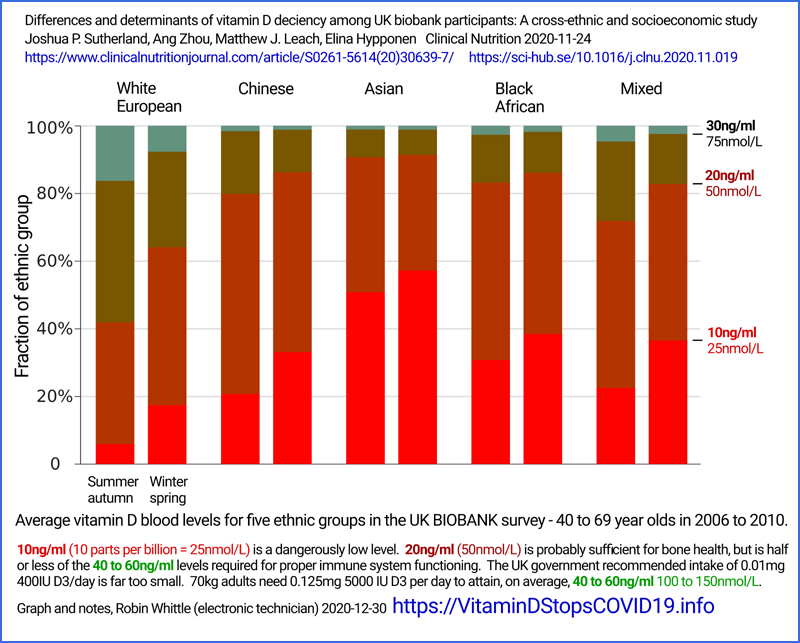 Differences and determinants of vitamin D deciency among UK biobank participants: A cross-ethnic and socioeconomic study
Joshua P. Sutherland, Ang Zhou, Matthew J. Leach, Elina Hypponen Clinical Nutrition 2020-11-24
https://www.clinicalnutritionjournal.com/article/S0261-5614(20)30639-7/ https://sci-hub.se/10.1016/j.clnu.2020.11.019
White
European
Chinese
Asian
Black
African
Mixed
100%
80%
60%
40%
20%
0
Fraction of ethnic group
30ng/ml
75nmol/L
20ng/ml
50nmol/L
10ng/ml
25nmol/L
Summer
autumn
Winter
spring
Average vitamin D blood levels for five ethnic groups in the UK BIOBANK survey - 40 to 69 year olds in 2006 to 2010.
10ng/ml (10 parts per billion = 25nmol/L) is a dangerously low level. 20ng/ml (50nmol/L) is probably sufficient for bone health, but is half
or less of the 40 to 60ng/ml levels required for proper immune system functioning. The UK government recommended intake of 0.01mg
400IU D3/day is far too small. 70kg adults need 0.125mg 5000 IU D3 per day to attain, on average, 40 to 60ng/ml 100 to 150nmol/L.
Graph and notes, Robin Whittle (electronic technician) 2020-12-30 https://VitaminDStopsCOVID19.info